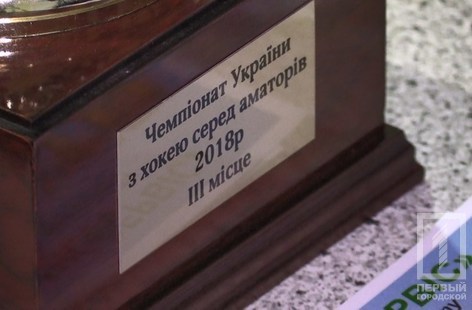 Чемпіонат України
з хокею серед аматорів
2018р
III місце
ПЕРВЫЙ
ГОРОДСКОЙ